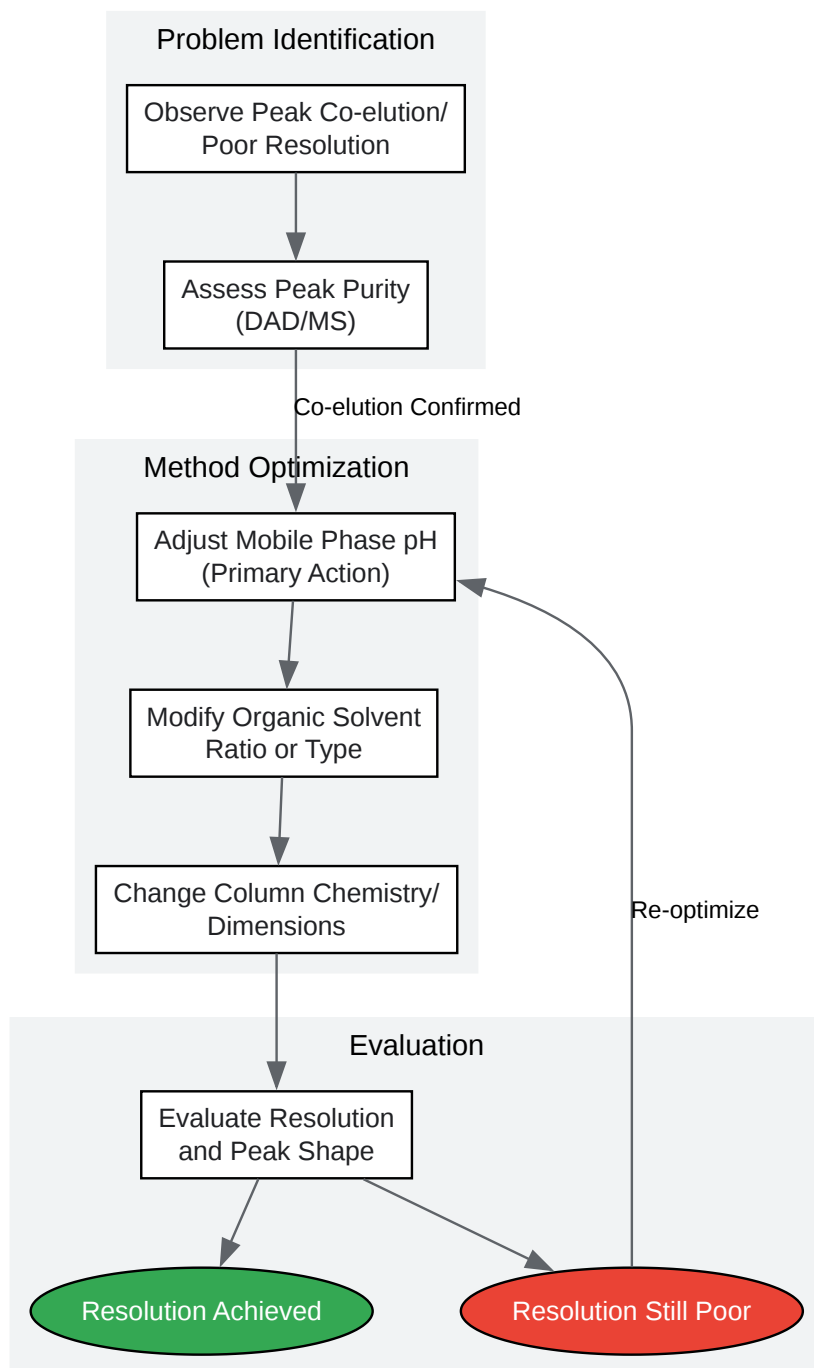 Problem Identification
Observe Peak Co-elution/
Poor Resolution
Assess Peak Purity
(DAD/MS)
Co-elution Confirmed
Method Optimization
Adjust Mobile Phase pH
(Primary Action)
Modify Organic Solvent
Ratio or Type
Change Column Chemistry/
Dimensions
Re-optimize
Evaluation
Evaluate Resolution
and Peak Shape
Resolution Achieved
Resolution Still Poor